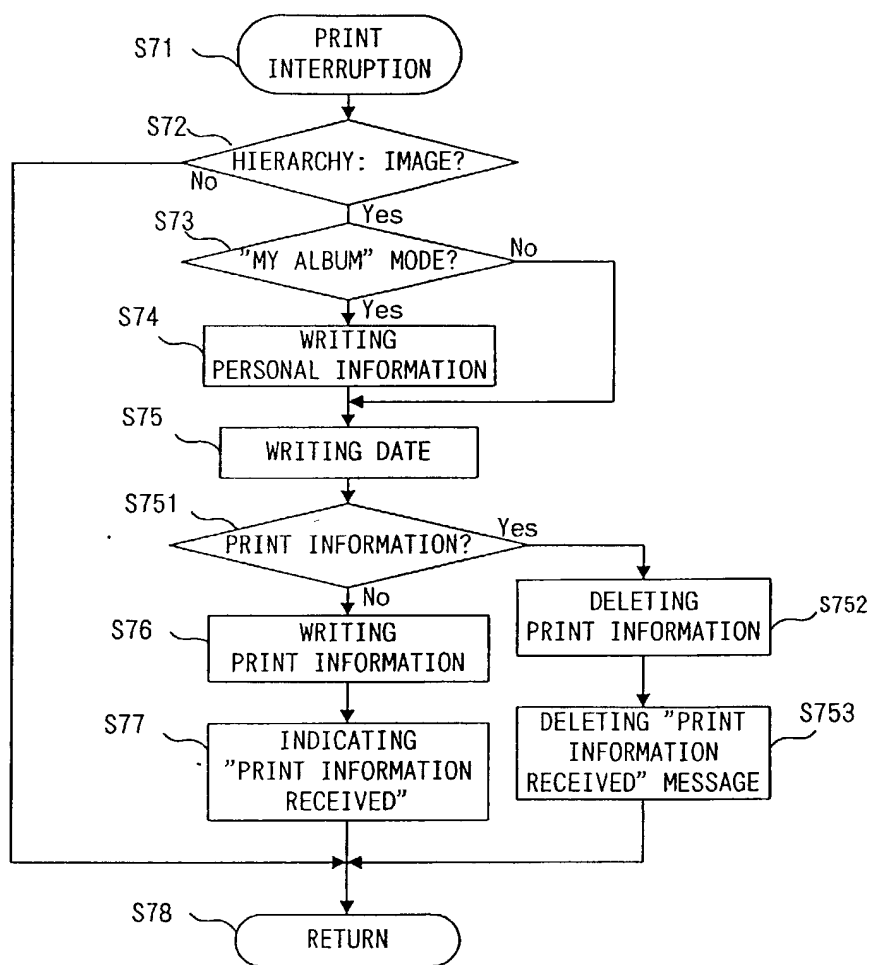 S71
PRINT
INTERRUPTION
S72
HIERARCHY: IMAGE?
No
Yes
S73
"MY ALBUM" MODE?
No
Yes
S74
WRITING
PERSONAL INFORMATION
S75
WRITING DATE
S751
PRINT INFORMATION?
Yes
No
S76
WRITING
PRINT INFORMATION
DELETING
PRINT INFORMATION
S752
S77
INDICATING
"PRINT INFORMATION
RECEIVED"
DELETING "PRINT
INFORMATION
RECEIVED" MESSAGE
S753
S78
RETURN